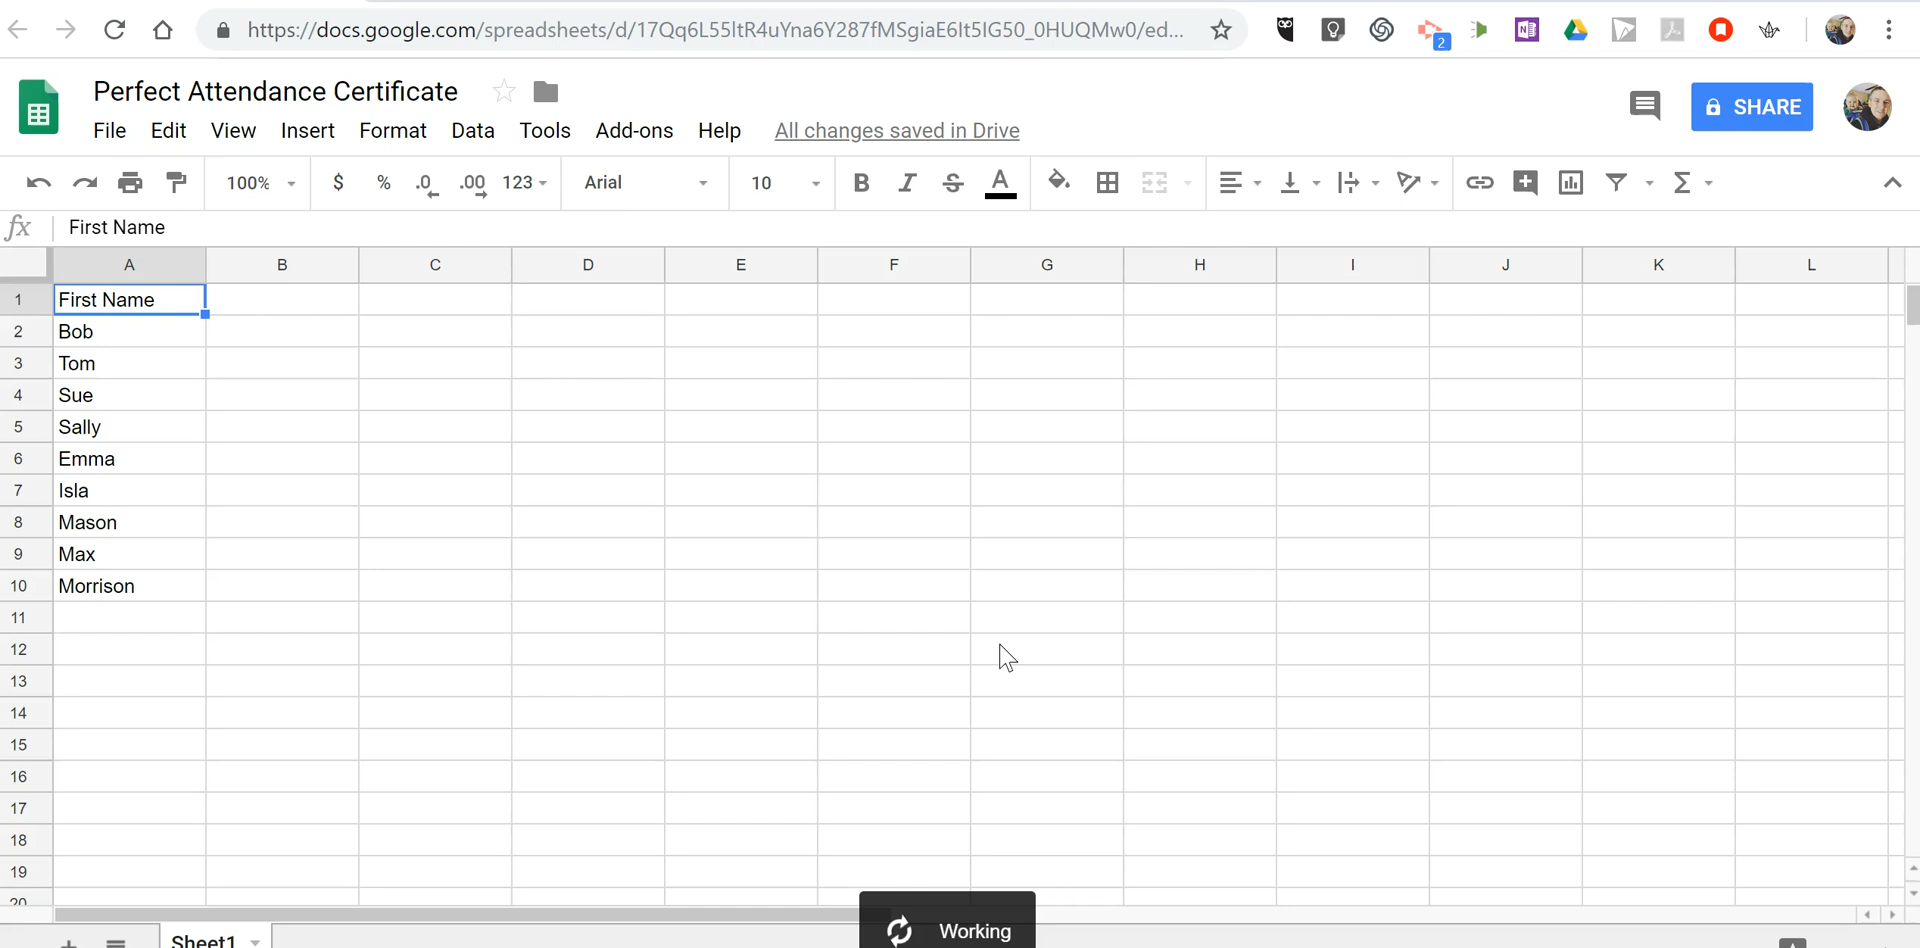 https://docs.google.com/spreadsheets/d/17Qq6L55ltR4uYna6Y287fMSgiaE6It5IG50_0HUQMw0/ed...
2
Perfect Attendance Certificate
File Edit View Insert Format Data Tools Add-ons Help All changes saved in Drive
SHARE
100% $ % .0 .00 123 Arial 10 B I S A Σ
fx First Name
A B C D E F G H I J K L
1 First Name
2 Bob
3 Tom
4 Sue
5 Sally
6 Emma
7 Isla
8 Mason
9 Max
10 Morrison
11
12
13
14
15
16
17
18
19
20
Working
Sheet1